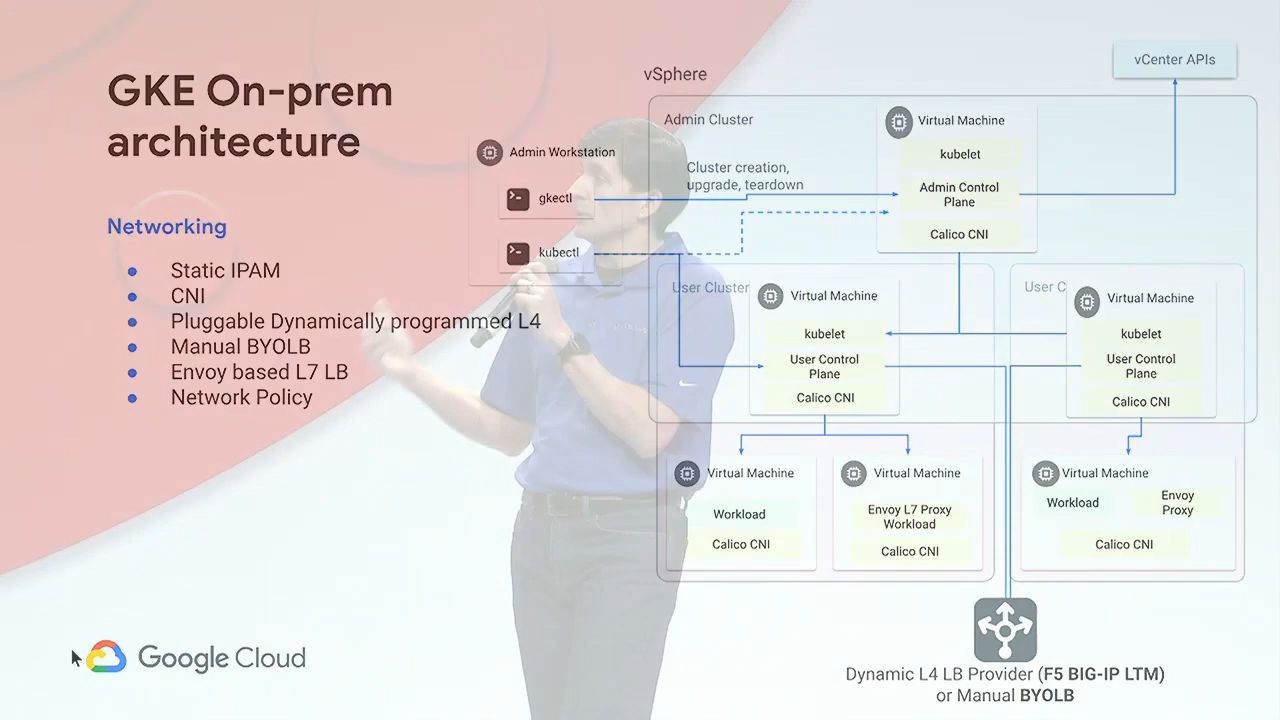 GKE On-prem
architecture
Networking
Static IPAM
CNI
Pluggable Dynamically programmed L4
Manual BYOLB
Envoy based L7 LB
Network Policy
Google Cloud
vSphere
vCenter APIs
Admin Cluster
Admin Workstation
gkectl
kubectl
Cluster creation,
upgrade, teardown
Virtual Machine
kubelet
Admin Control
Plane
Calico CNI
User Cluster
Virtual Machine
kubelet
User Control
Plane
Calico CNI
User C
Virtual Machine
kubelet
User Control
Plane
Calico CNI
Virtual Machine
Workload
Calico CNI
Virtual Machine
Envoy L7 Proxy
Workload
Calico CNI
Virtual Machine
Workload
Envoy
Proxy
Calico CNI
Dynamic L4 LB Provider (F5 BIG-IP LTM)
or Manual BYOLB